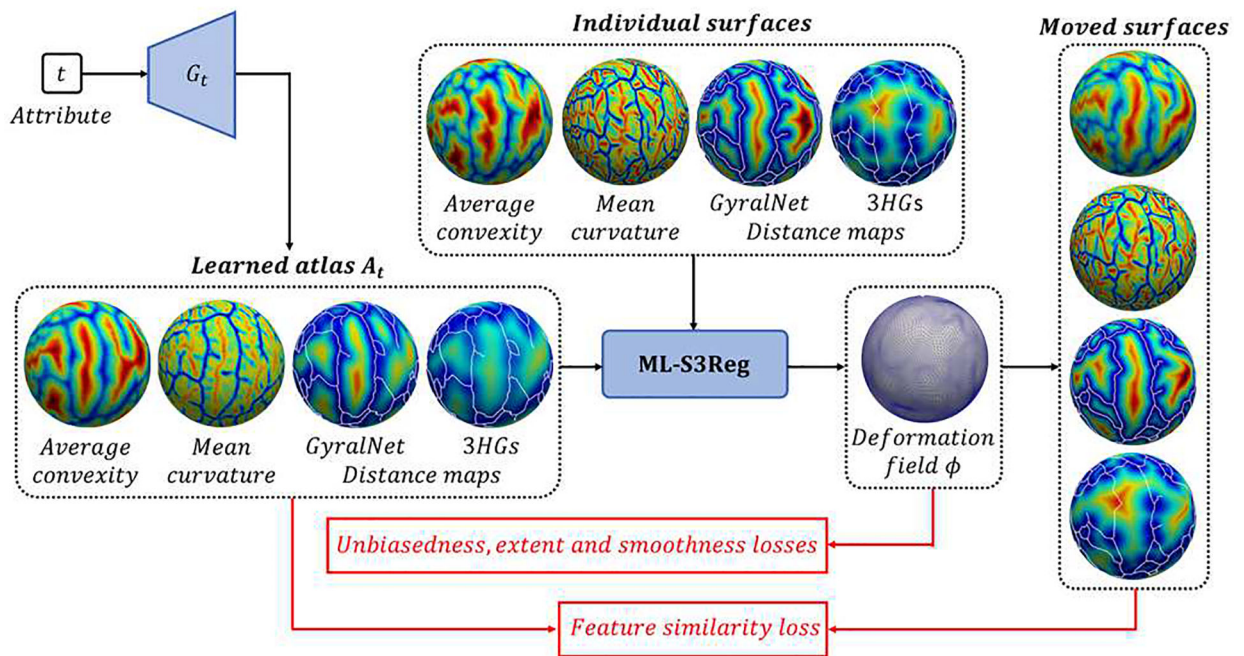 Individual surfaces
Moved surfaces
t
G_t
Attribute
Average convexity
Mean curvature
GyralNet
3HGs
Distance maps
Learned atlas A_t
ML-S3Reg
Average convexity
Mean curvature
GyralNet
3HGs
Distance maps
Deformation field ϕ
Unbiasedness, extent and smoothness losses
Feature similarity loss